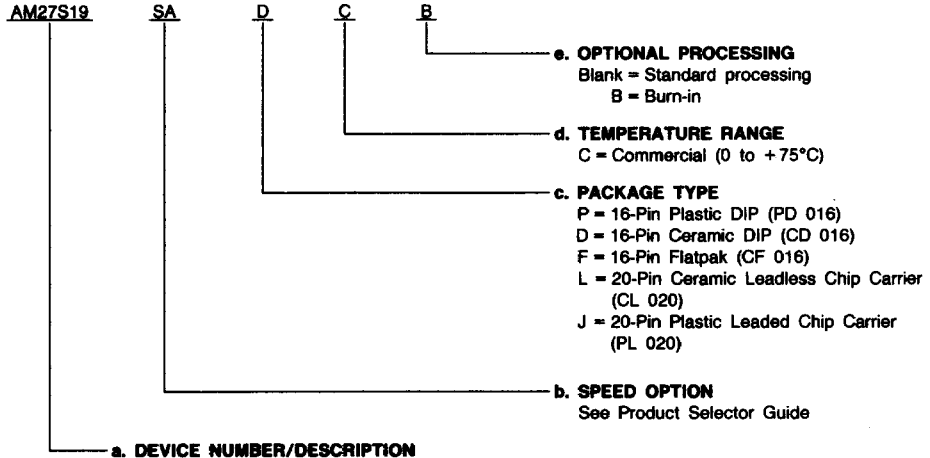 AM27S19 SA D C B
e. OPTIONAL PROCESSING
Blank = Standard processing
B = Burn-in
d. TEMPERATURE RANGE
C = Commercial (0 to +75°C)
c. PACKAGE TYPE
P = 16-Pin Plastic DIP (PD 016)
D = 16-Pin Ceramic DIP (CD 016)
F = 16-Pin Flatpak (CF 016)
L = 20-Pin Ceramic Leadless Chip Carrier
(CL 020)
J = 20-Pin Plastic Leaded Chip Carrier
(PL 020)
b. SPEED OPTION
See Product Selector Guide
a. DEVICE NUMBER/DESCRIPTION